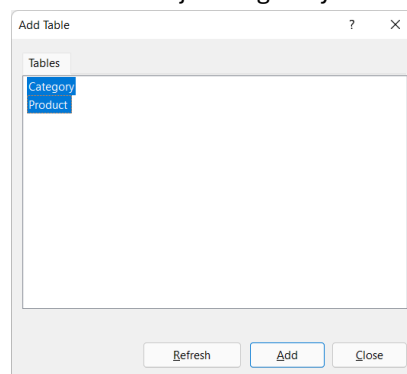 Add Table ? ×
Tables
Category
Product
Refresh Add Close